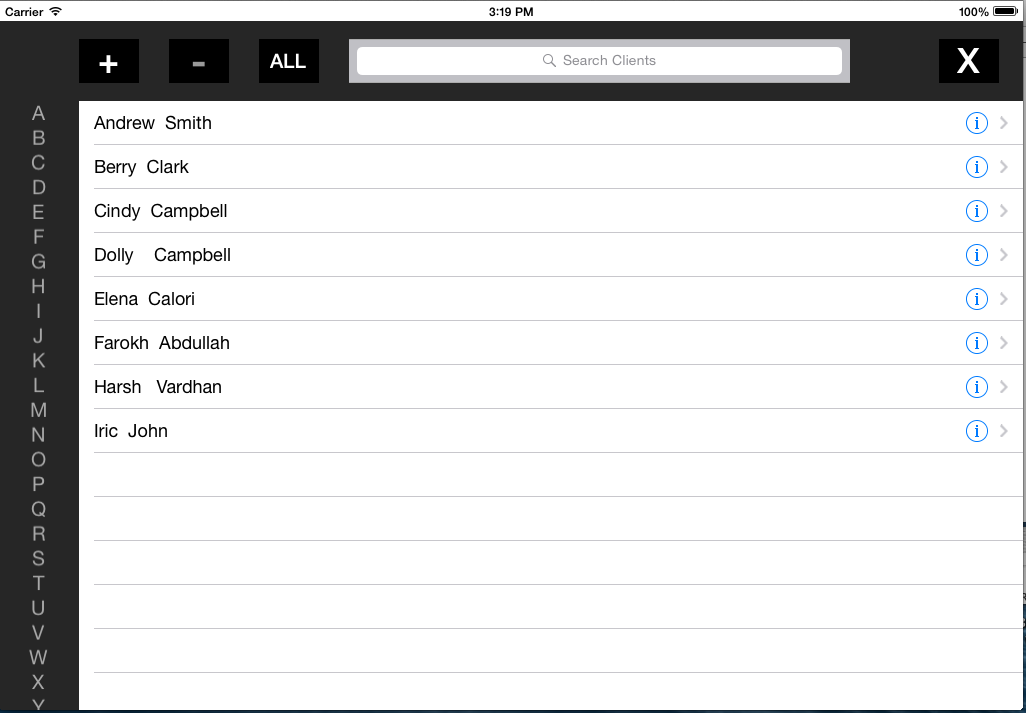 Carrier 3:19 PM 100%
+ - ALL Search Clients X
A
B
C
D
E
F
G
H
I
J
K
L
M
N
O
P
Q
R
S
T
U
V
W
X
Y
Andrew Smith
Berry Clark
Cindy Campbell
Dolly Campbell
Elena Calori
Farokh Abdullah
Harsh Vardhan
Iric John